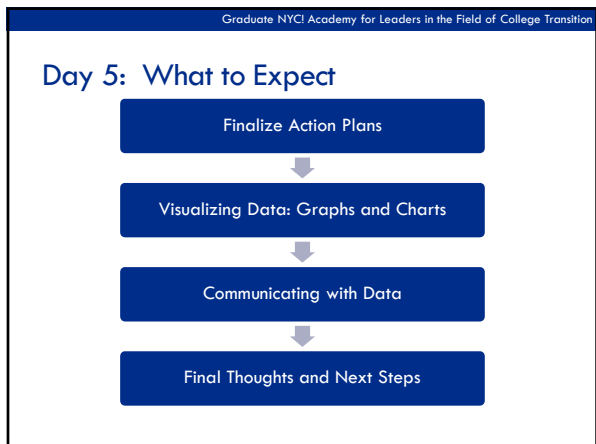 Graduate NYC! Academy for Leaders in the Field of College Transition
Day 5: What to Expect
Finalize Action Plans
Visualizing Data: Graphs and Charts
Communicating with Data
Final Thoughts and Next Steps